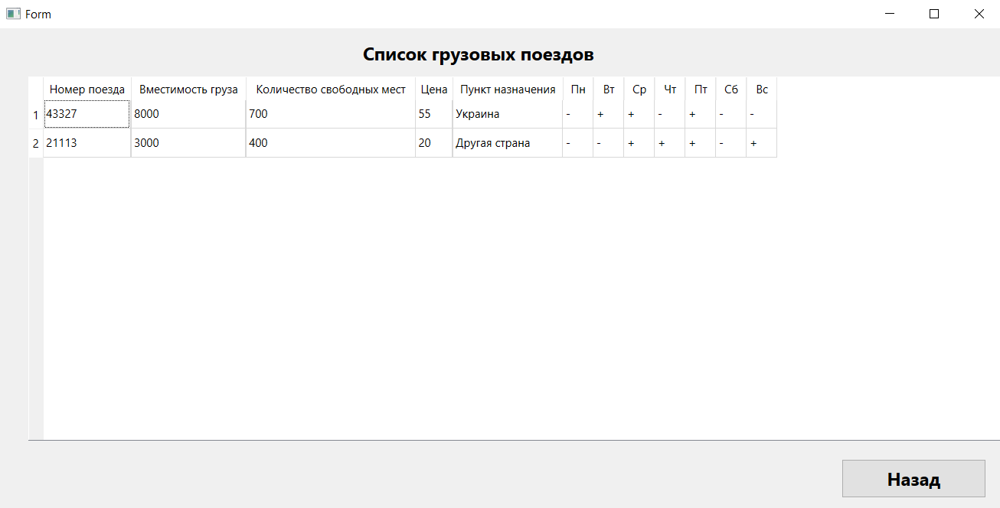 Form
Список грузовых поездов
Номер поезда Вместимость груза Количество свободных мест Цена Пункт назначения Пн Вт Ср Чт Пт Сб Вс
1 43327 8000 700 55 Украина - + + - + - -
2 21113 3000 400 20 Другая страна - - + + + - +
Назад